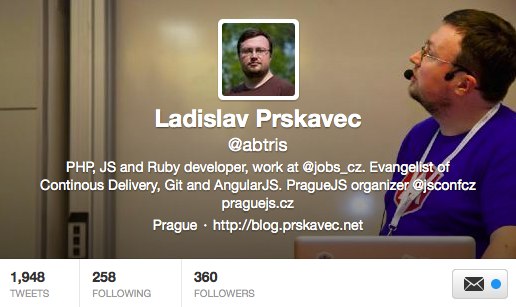 Ladislav Prskavec
@abtris
PHP, JS and Ruby developer, work at @jobs_cz. Evangelist of
Continous Delivery, Git and AngularJS. PragueJS organizer @jsconfcz
praguejs.cz
Prague · http://blog.prskavec.net
1,948 258 360
TWEETS FOLLOWING FOLLOWERS